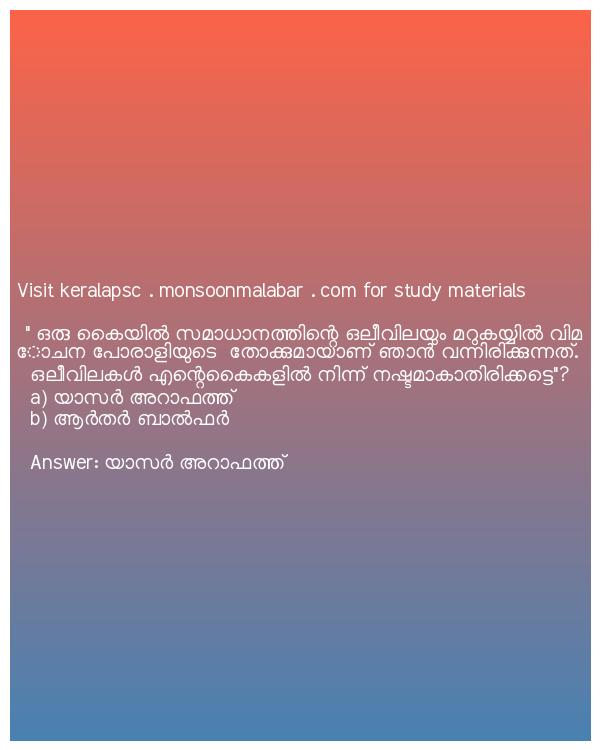 Visit keralapsc . monsoonmalabar . com for study materials
" ഒരു കൈയിൽ സമാധാനത്തിന്റെ ഒലീവിലയും മറുകയ്യിൽ വിമ
ോചന പോരാളിയുടെ  തോക്കുമായാണ് ഞാൻ വന്നിരിക്കുന്നത്.
ഒലീവിലകൾ എന്റെകൈകളിൽ നിന്ന് നഷ്ടമാകാതിരിക്കട്ടെ"?
a) യാസർ അറാഫത്ത്
b) ആർതർ ബാൽഫർ
Answer: യാസർ അറാഫത്ത്